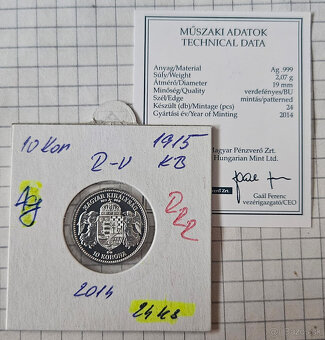 MŰSZAKI ADATOK
TECHNICAL DATA
Anyag/Material Ag .999
Súly/Weight 2,07 g
Átmérő/Diameter 19 mm
Minőség/Quality verdefényes/BU
Szél/Edge mintás/patterned
Készült (db)/Mintage (pcs) 24
Gyártási év/Year of Minting 2014
Magyar Pénzverő Zrt.
Hungarian Mint Ltd.
Gaál Ferenc
vezérigazgató/CEO
10 Kor 1915
KB
Ag
MAGYAR KIRÁLYSÁG
10 KORONA
2014
24 ks